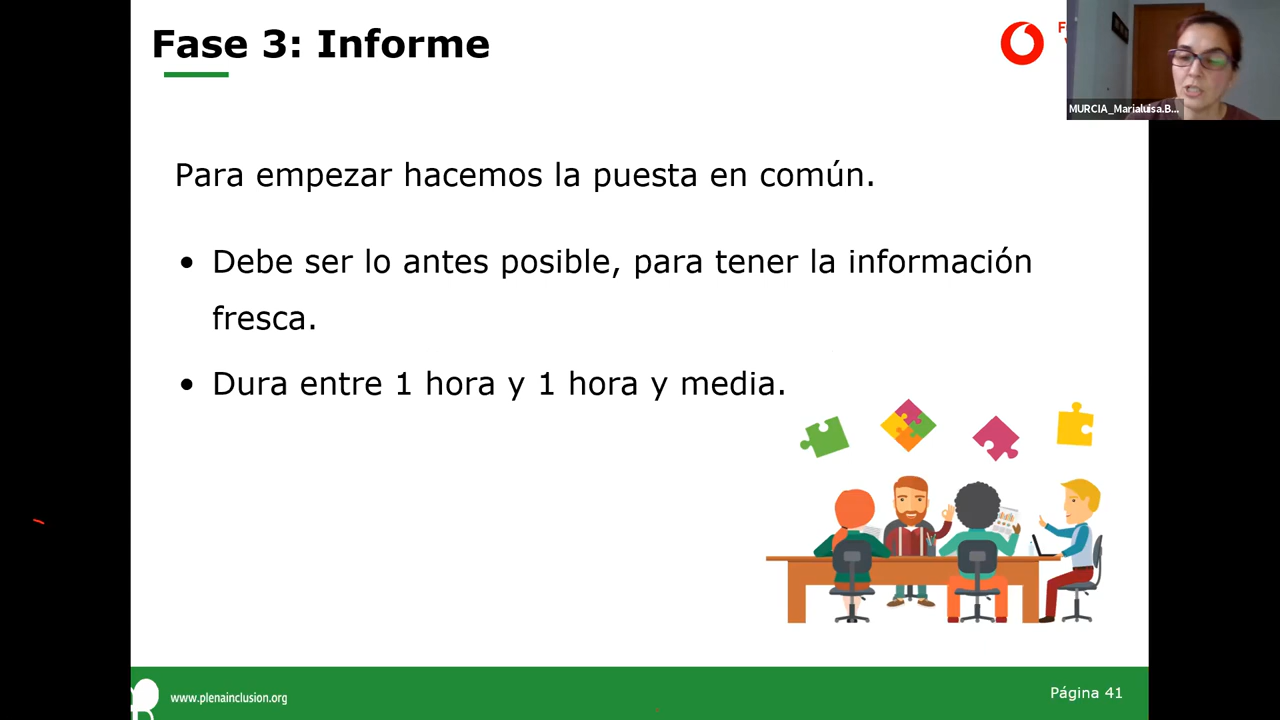 Fase 3: Informe
MURCIA_Marialuisa.B...
Para empezar hacemos la puesta en común.
• Debe ser lo antes posible, para tener la información
fresca.
• Dura entre 1 hora y 1 hora y media.
www.plenainclusion.org
Página 41